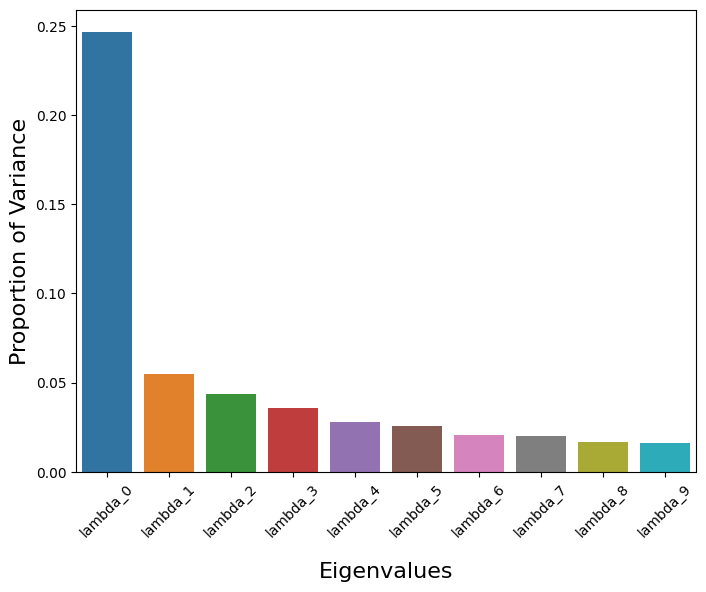 0.25
0.20
0.15
0.10
0.05
0.00
Proportion of Variance
lambda_0
lambda_1
lambda_2
lambda_3
lambda_4
lambda_5
lambda_6
lambda_7
lambda_8
lambda_9
Eigenvalues